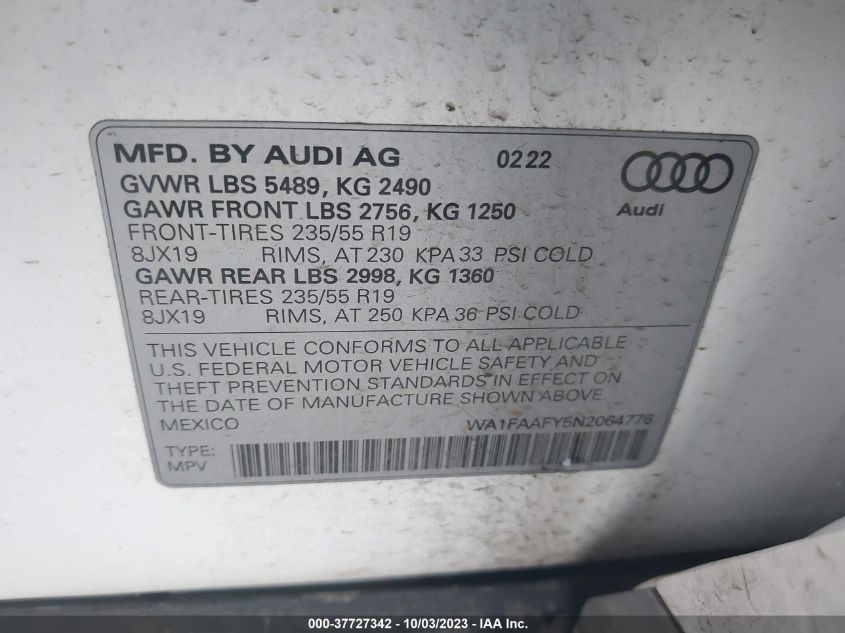 MFD. BY AUDI AG 0222
GVWR LBS 5489, KG 2490
GAWR FRONT LBS 2756, KG 1250
Audi
FRONT-TIRES 235/55 R19
8JX19 RIMS, AT 230 KPA 33 PSI COLD
GAWR REAR LBS 2998, KG 1360
REAR-TIRES 235/55 R19
8JX19 RIMS, AT 250 KPA 36 PSI COLD
THIS VEHICLE CONFORMS TO ALL APPLICABLE
U.S. FEDERAL MOTOR VEHICLE SAFETY AND
THEFT PREVENTION STANDARDS IN EFFECT ON
THE DATE OF MANUFACTURE SHOWN ABOVE.
MEXICO WA1FAAFY5N2064776
TYPE:
MPV
000-37727342 - 10/03/2023 - IAA Inc.